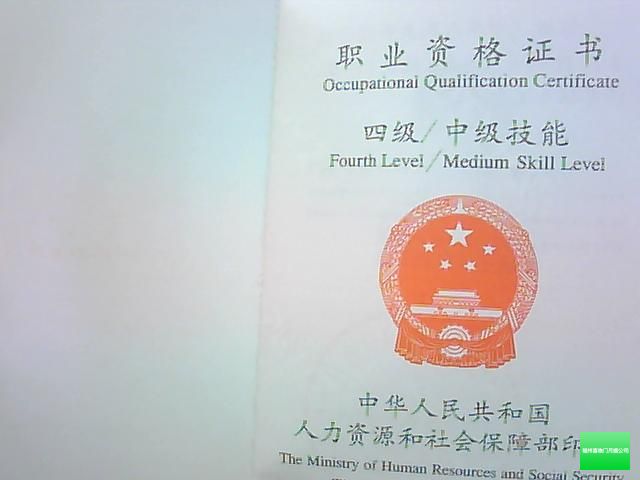 职业资格证书
Occupational Qualification Certificate
四级/中级技能
Fourth Level/Medium Skill Level
中华人民共和国
人力资源和社会保障部印
The Ministry of Human Resources and Social Security